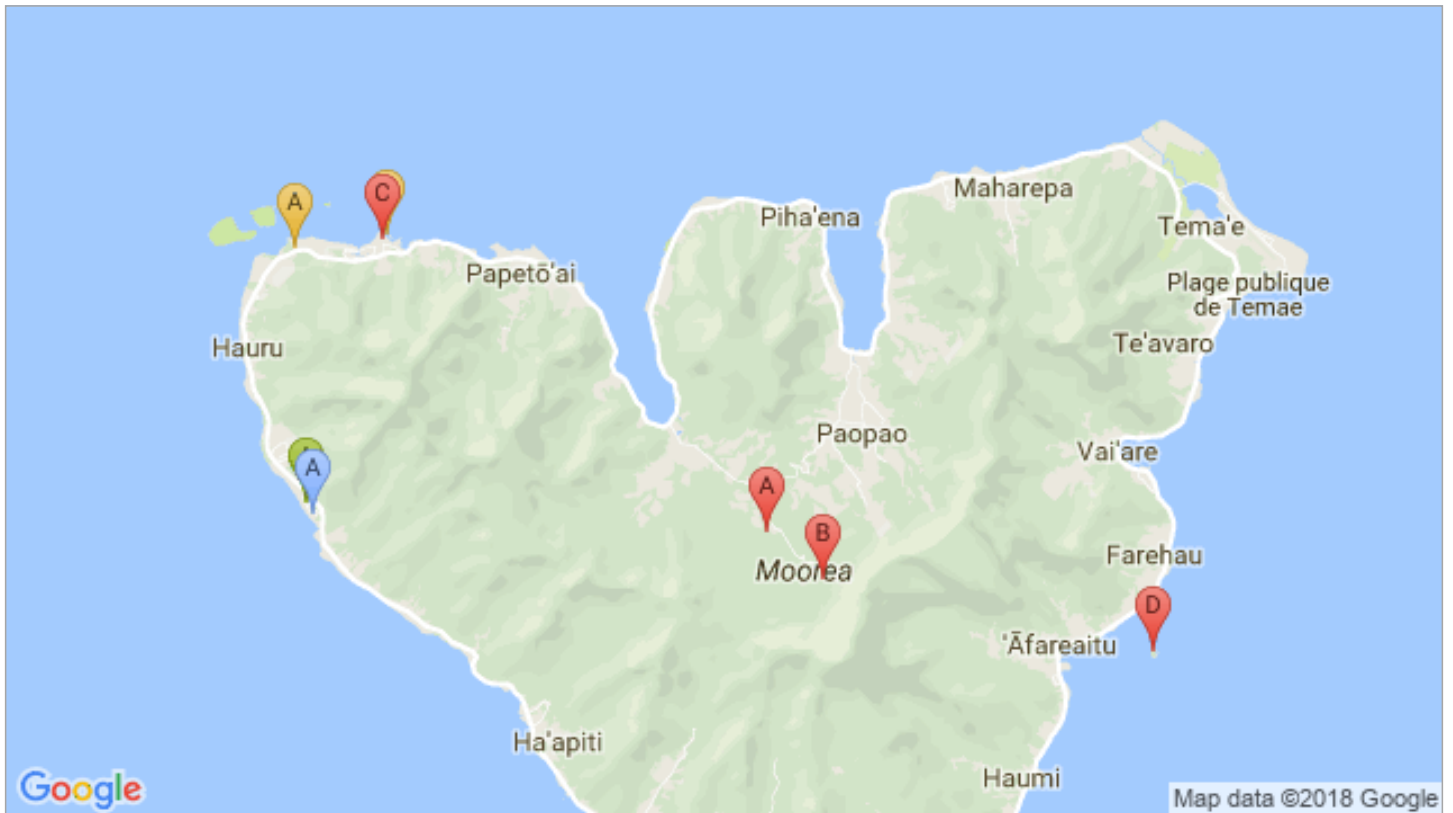 A
C
Maharepa
Piha'ena
Tema'e
Papetō'ai
Plage publique
de Temae
Hauru
Te'avaro
Paopao
Vai'are
A
A
B
Moorea
Farehau
D
'Āfareaitu
Ha'apiti
Haumi
Google
Map data ©2018 Google